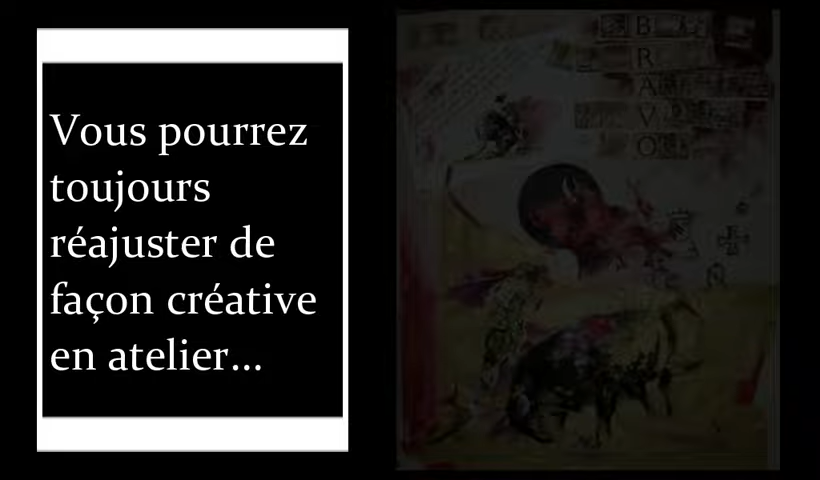 Vous pourrez
toujours
réajuster de
façon créative
en atelier...
B
R
A
V
O